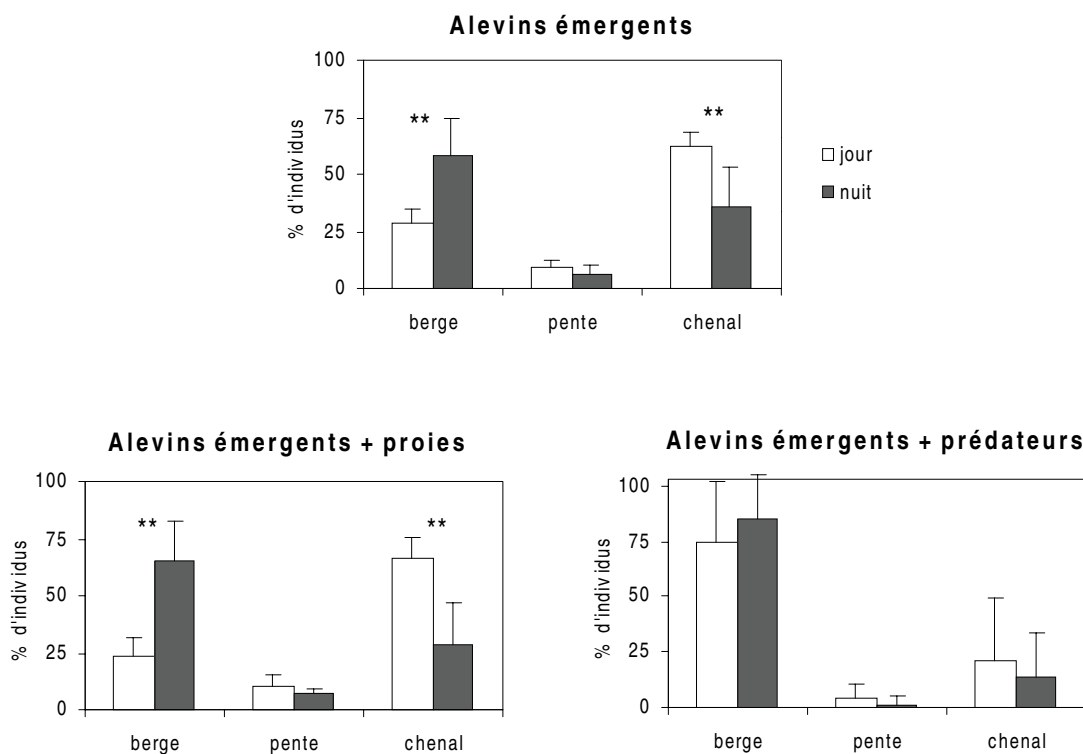 Alevins émergents
100
75
50
25
0
% d'individus
**
**
berge pente chenal
jour
nuit
Alevins émergents + proies
100
75
50
25
0
% d'individus
**
**
berge pente chenal
Alevins émergents + prédateurs
100
75
50
25
0
% d'individus
berge pente chenal